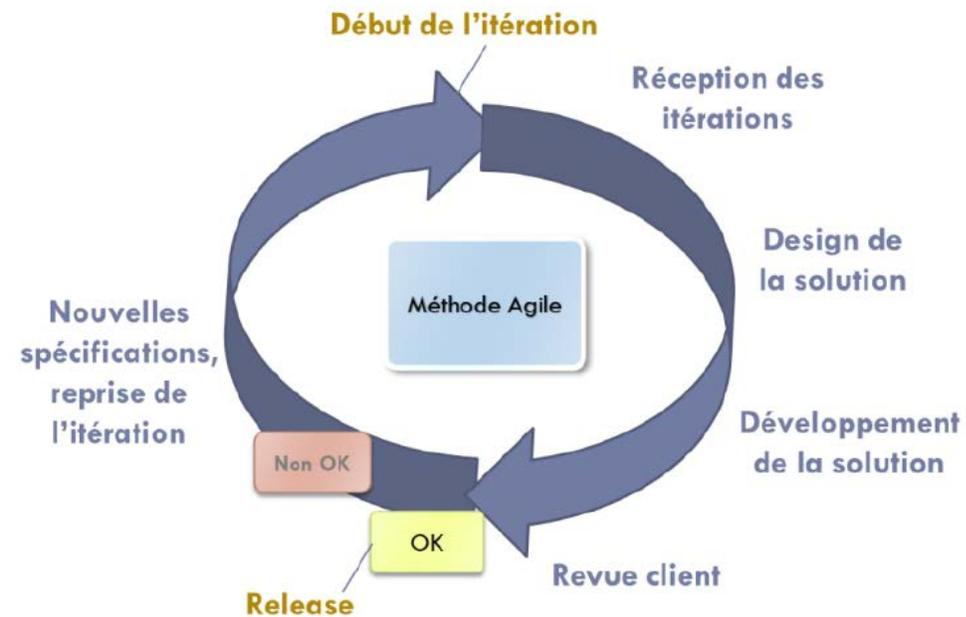 Début de l'itération
Réception des
itérations
Design de
la solution
Méthode Agile
Nouvelles
spécifications,
reprise de
l'itération
Développement
de la solution
Non OK
OK
Revue client
Release